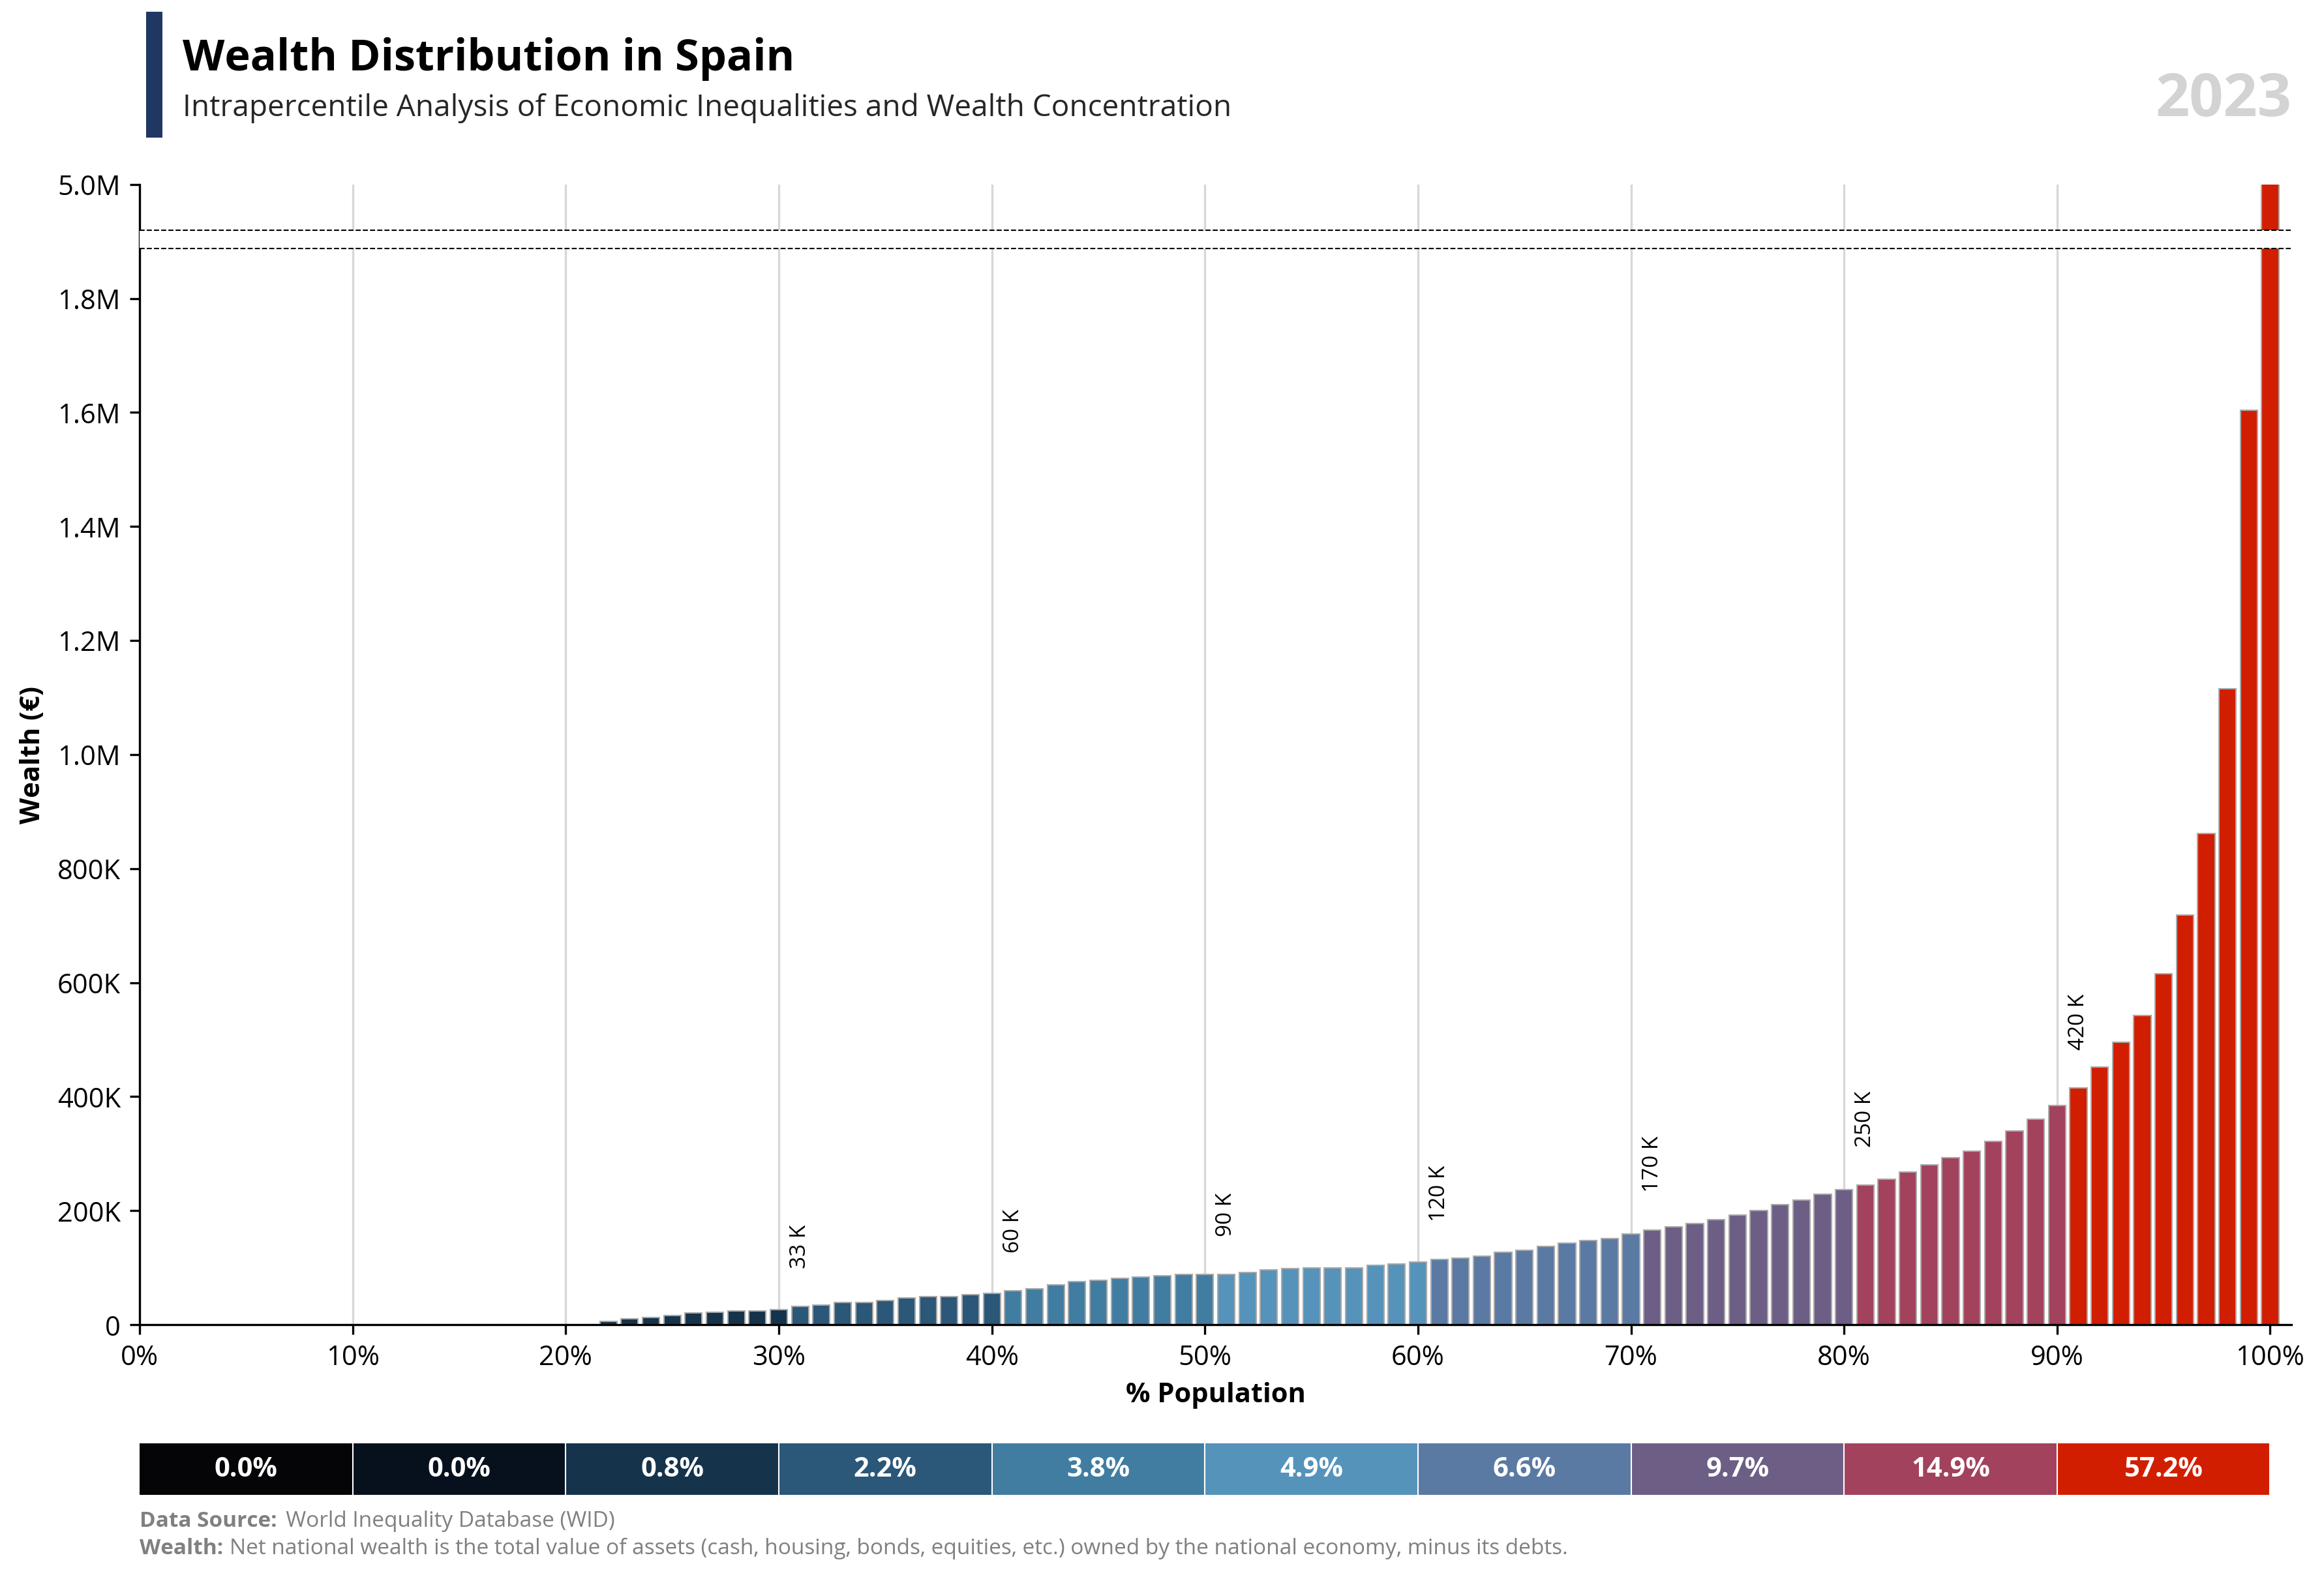 Wealth Distribution in Spain
Intrapercentile Analysis of Economic Inequalities and Wealth Concentration
2023
5.0M
1.8M
1.6M
1.4M
1.2M
1.0M
800K
600K
400K
200K
0
Wealth (€)
33 K
60 K
90 K
120 K
170 K
250 K
420 K
0% 10% 20% 30% 40% 50% 60% 70% 80% 90% 100%
% Population
0.0% 0.0% 0.8% 2.2% 3.8% 4.9% 6.6% 9.7% 14.9% 57.2%
Data Source: World Inequality Database (WID)
Wealth: Net national wealth is the total value of assets (cash, housing, bonds, equities, etc.) owned by the national economy, minus its debts.